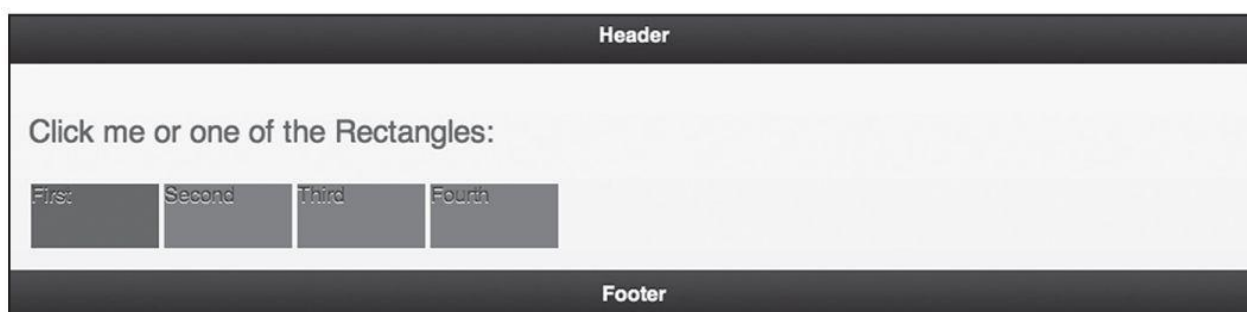 Header
Click me or one of the Rectangles:
First Second Third Fourth
Footer